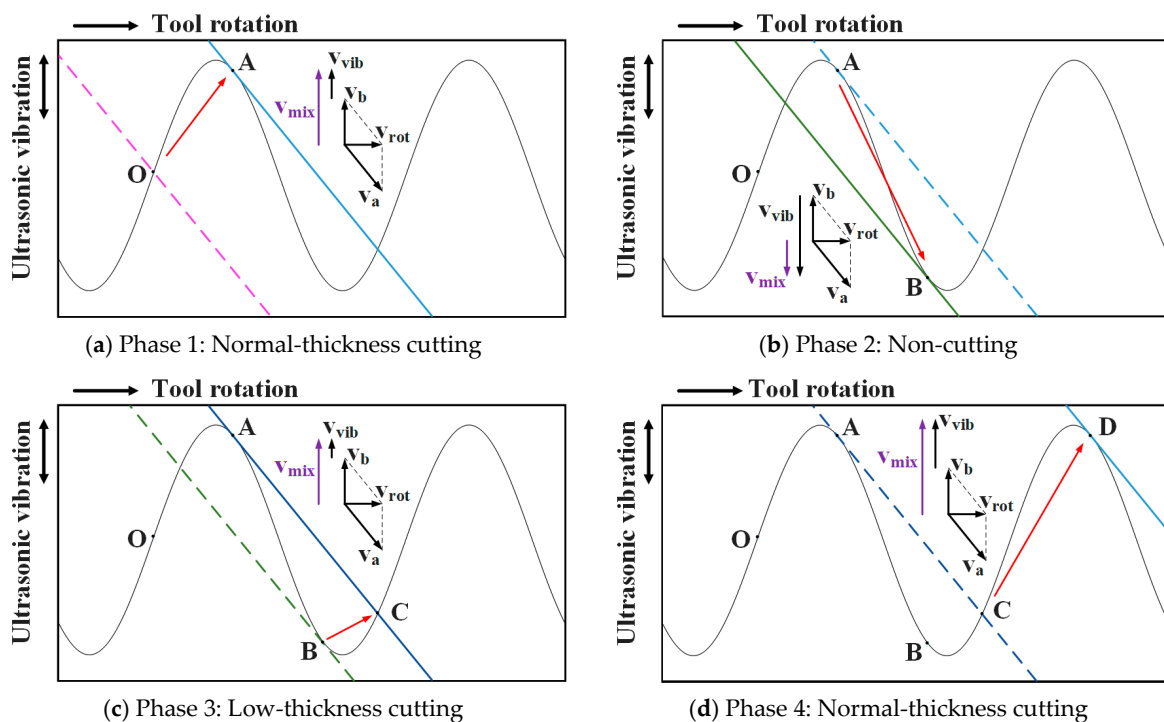 Tool rotation
Ultrasonic vibration
A
O
v_vib
v_b
v_mix
v_rot
v_a
(a) Phase 1: Normal-thickness cutting
Tool rotation
Ultrasonic vibration
A
O
B
v_b
v_vib
v_rot
v_mix
v_a
(b) Phase 2: Non-cutting
Tool rotation
Ultrasonic vibration
A
O
B
C
v_vib
v_b
v_mix
v_rot
v_a
(c) Phase 3: Low-thickness cutting
Tool rotation
Ultrasonic vibration
A
D
O
B
C
v_vib
v_mix
v_b
v_rot
v_a
(d) Phase 4: Normal-thickness cutting